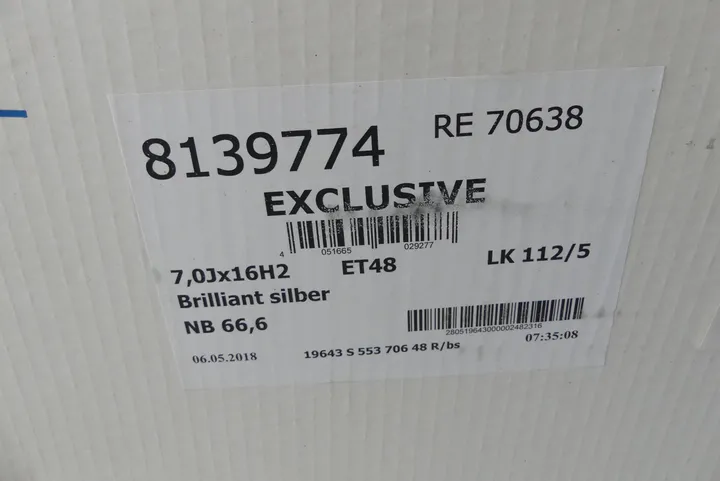 8139774 RE 70638
EXCLUSIVE
4 051665 029277
7,0Jx16H2 ET48 LK 112/5
Brilliant silber
NB 66,6
2805196430000002482316
06.05.2018 19643 S 553 706 48 R/bs 07:35:08